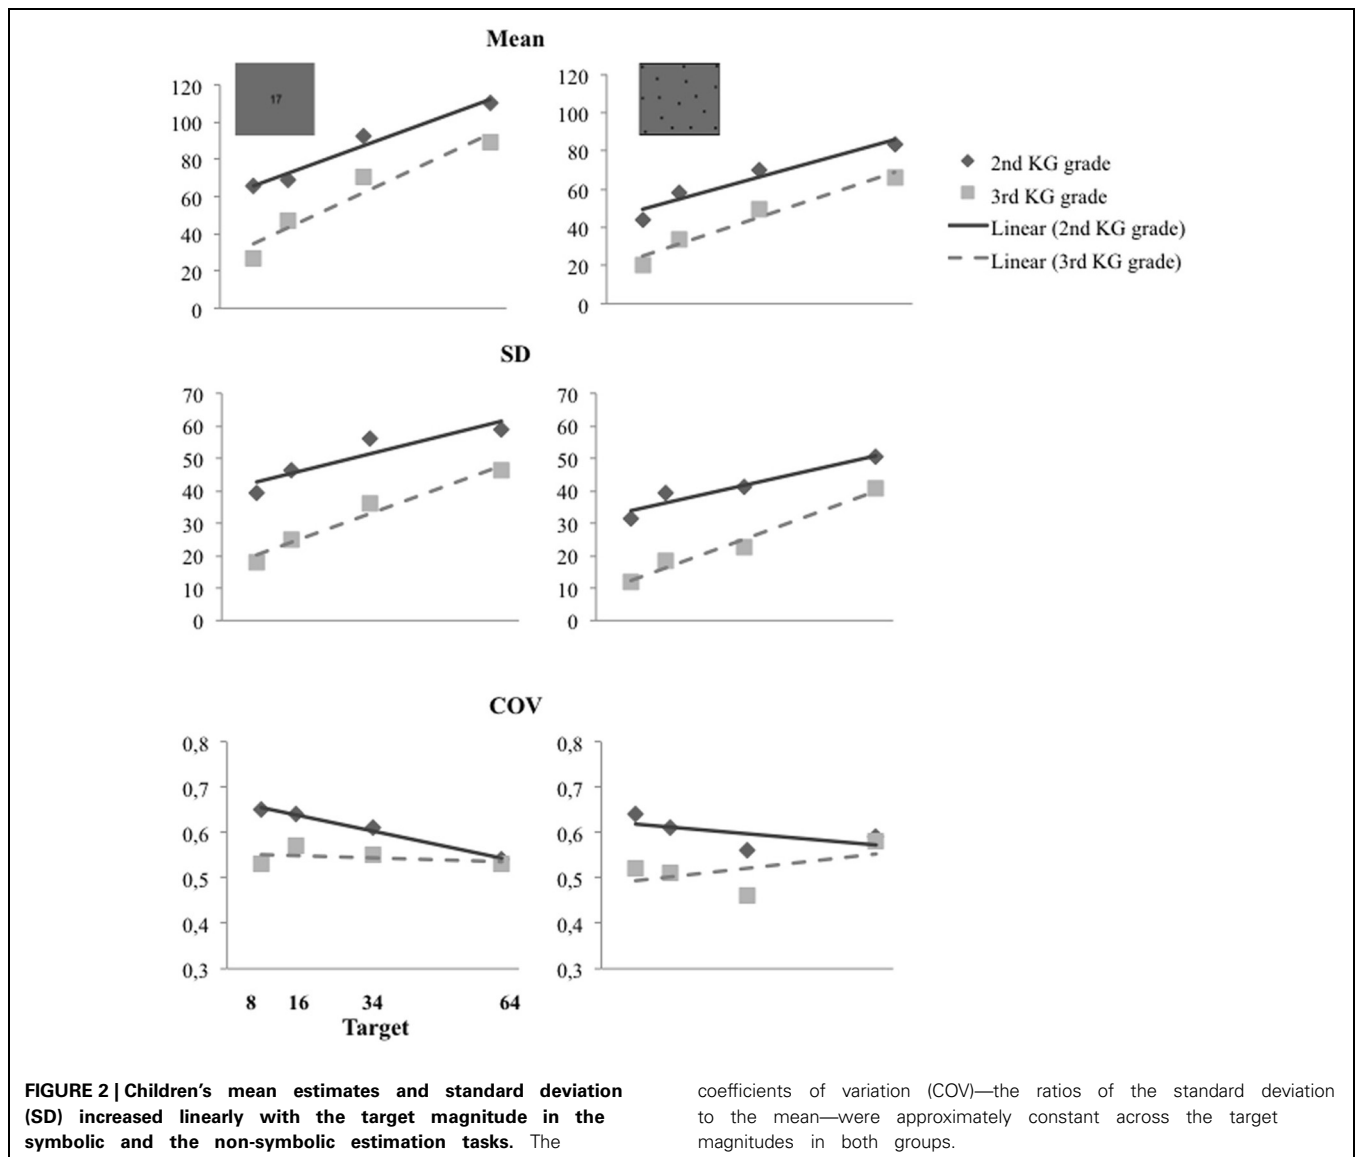 Mean
120
100
80
60
40
20
0
17
120
100
80
60
40
20
0
2nd KG grade
3rd KG grade
Linear (2nd KG grade)
Linear (3rd KG grade)
SD
70
60
50
40
30
20
10
0
70
60
50
40
30
20
10
0
COV
0,8
0,7
0,6
0,5
0,4
0,3
0,8
0,7
0,6
0,5
0,4
0,3
8 16 34 64
Target
FIGURE 2 | Children's mean estimates and standard deviation
(SD) increased linearly with the target magnitude in the
symbolic and the non-symbolic estimation tasks. The
coefficients of variation (COV)—the ratios of the standard deviation
to the mean—were approximately constant across the target
magnitudes in both groups.